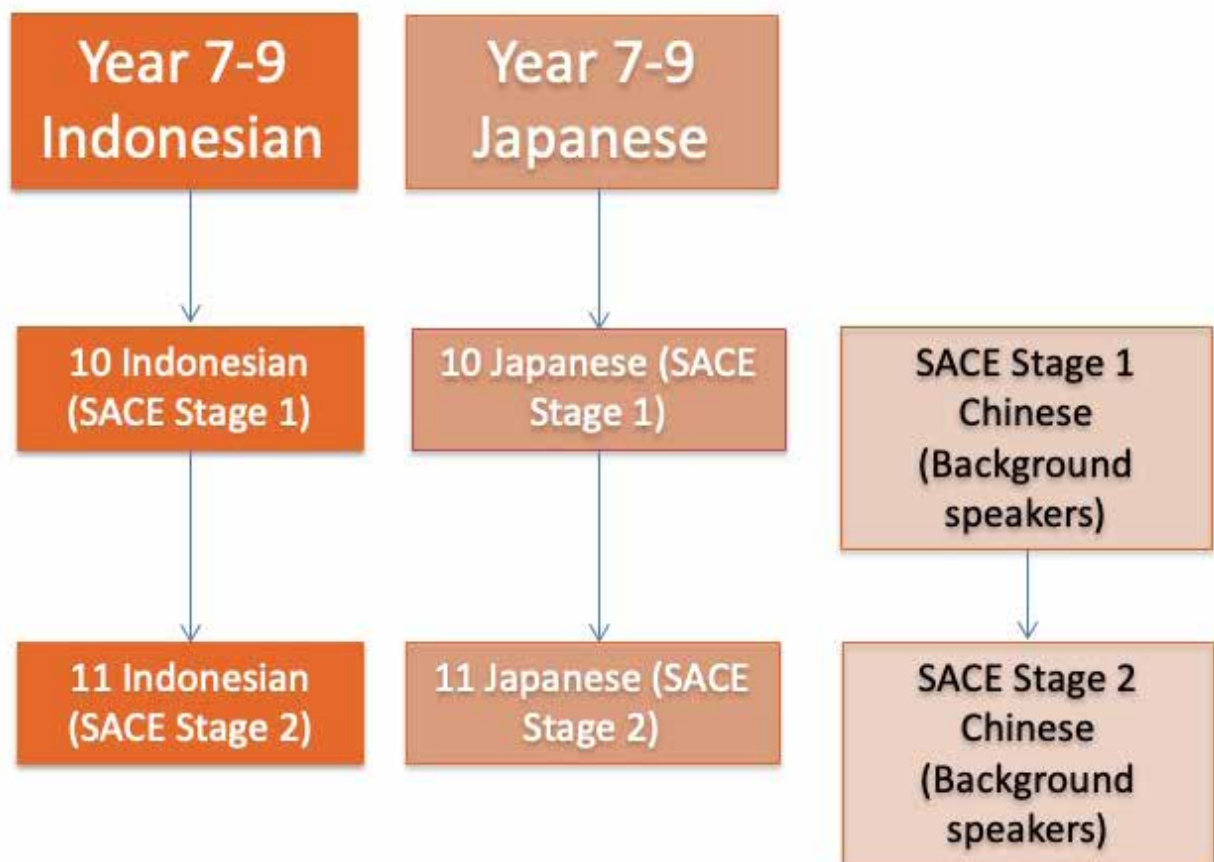 Year 7-9
Indonesian
Year 7-9
Japanese
10 Indonesian
(SACE Stage 1)
10 Japanese (SACE
Stage 1)
SACE Stage 1
Chinese
(Background
speakers)
11 Indonesian
(SACE Stage 2)
11 Japanese (SACE
Stage 2)
SACE Stage 2
Chinese
(Background
speakers)